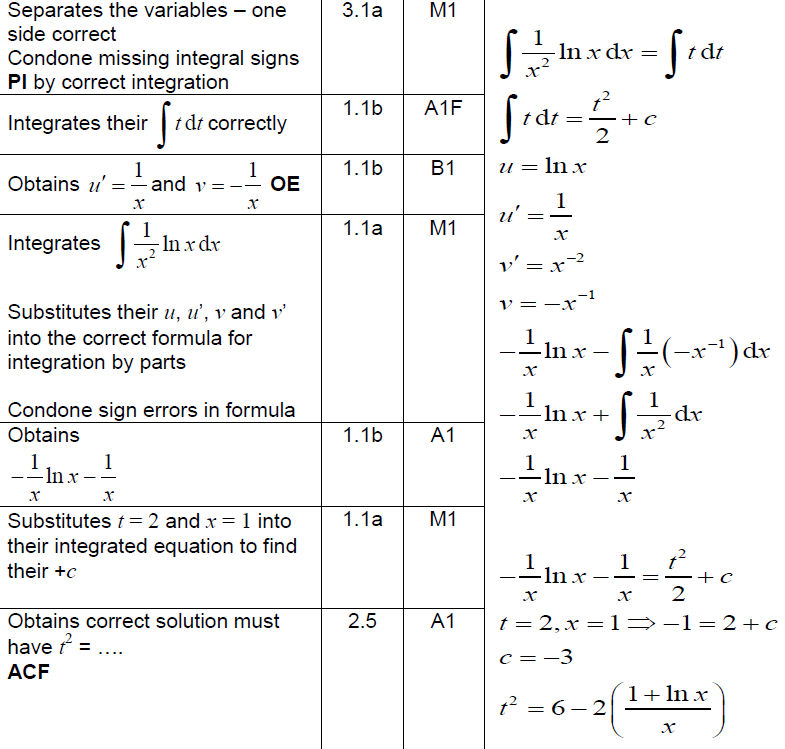 Separates the variables – one side correct
Condone missing integral signs
PI by correct integration
3.1a
M1
∫ 1/x² ln x dx = ∫ t dt
Integrates their ∫ t dt correctly
1.1b
A1F
∫ t dt = t²/2 + c
Obtains u′ = 1/x and v = −1/x OE
1.1b
B1
u = ln x
u′ = 1/x
Integrates ∫ 1/x² ln x dx
Substitutes their u, u’, v and v’
into the correct formula for
integration by parts
Condone sign errors in formula
1.1a
M1
v′ = x⁻²
v = −x⁻¹
−1/x ln x − ∫ 1/x (−x⁻¹) dx
−1/x ln x + ∫ 1/x² dx
Obtains
−1/x ln x − 1/x
1.1b
A1
−1/x ln x − 1/x
Substitutes t = 2 and x = 1 into
their integrated equation to find
their +c
1.1a
M1
−1/x ln x − 1/x = t²/2 + c
Obtains correct solution must
have t² = ….
ACF
2.5
A1
t = 2, x = 1 ⇒ −1 = 2 + c
c = −3
t² = 6 − 2((1 + ln x)/x)